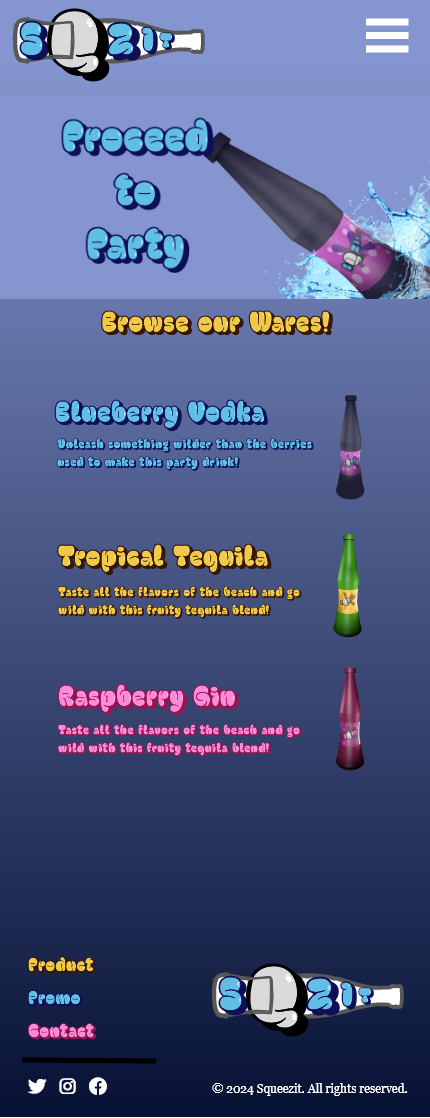 SQZIT
Proceed
to
Party
Browse our Wares!
Blueberry Vodka
Unleash something wilder than the berries
used to make this party drink!
Tropical Tequila
Taste all the flavors of the beach and go
wild with this fruity tequila blend!
Raspberry Gin
Taste all the flavors of the beach and go
wild with this fruity tequila blend!
Product
Promo
Contact
SQZIT
© 2024 Squeezit. All rights reserved.